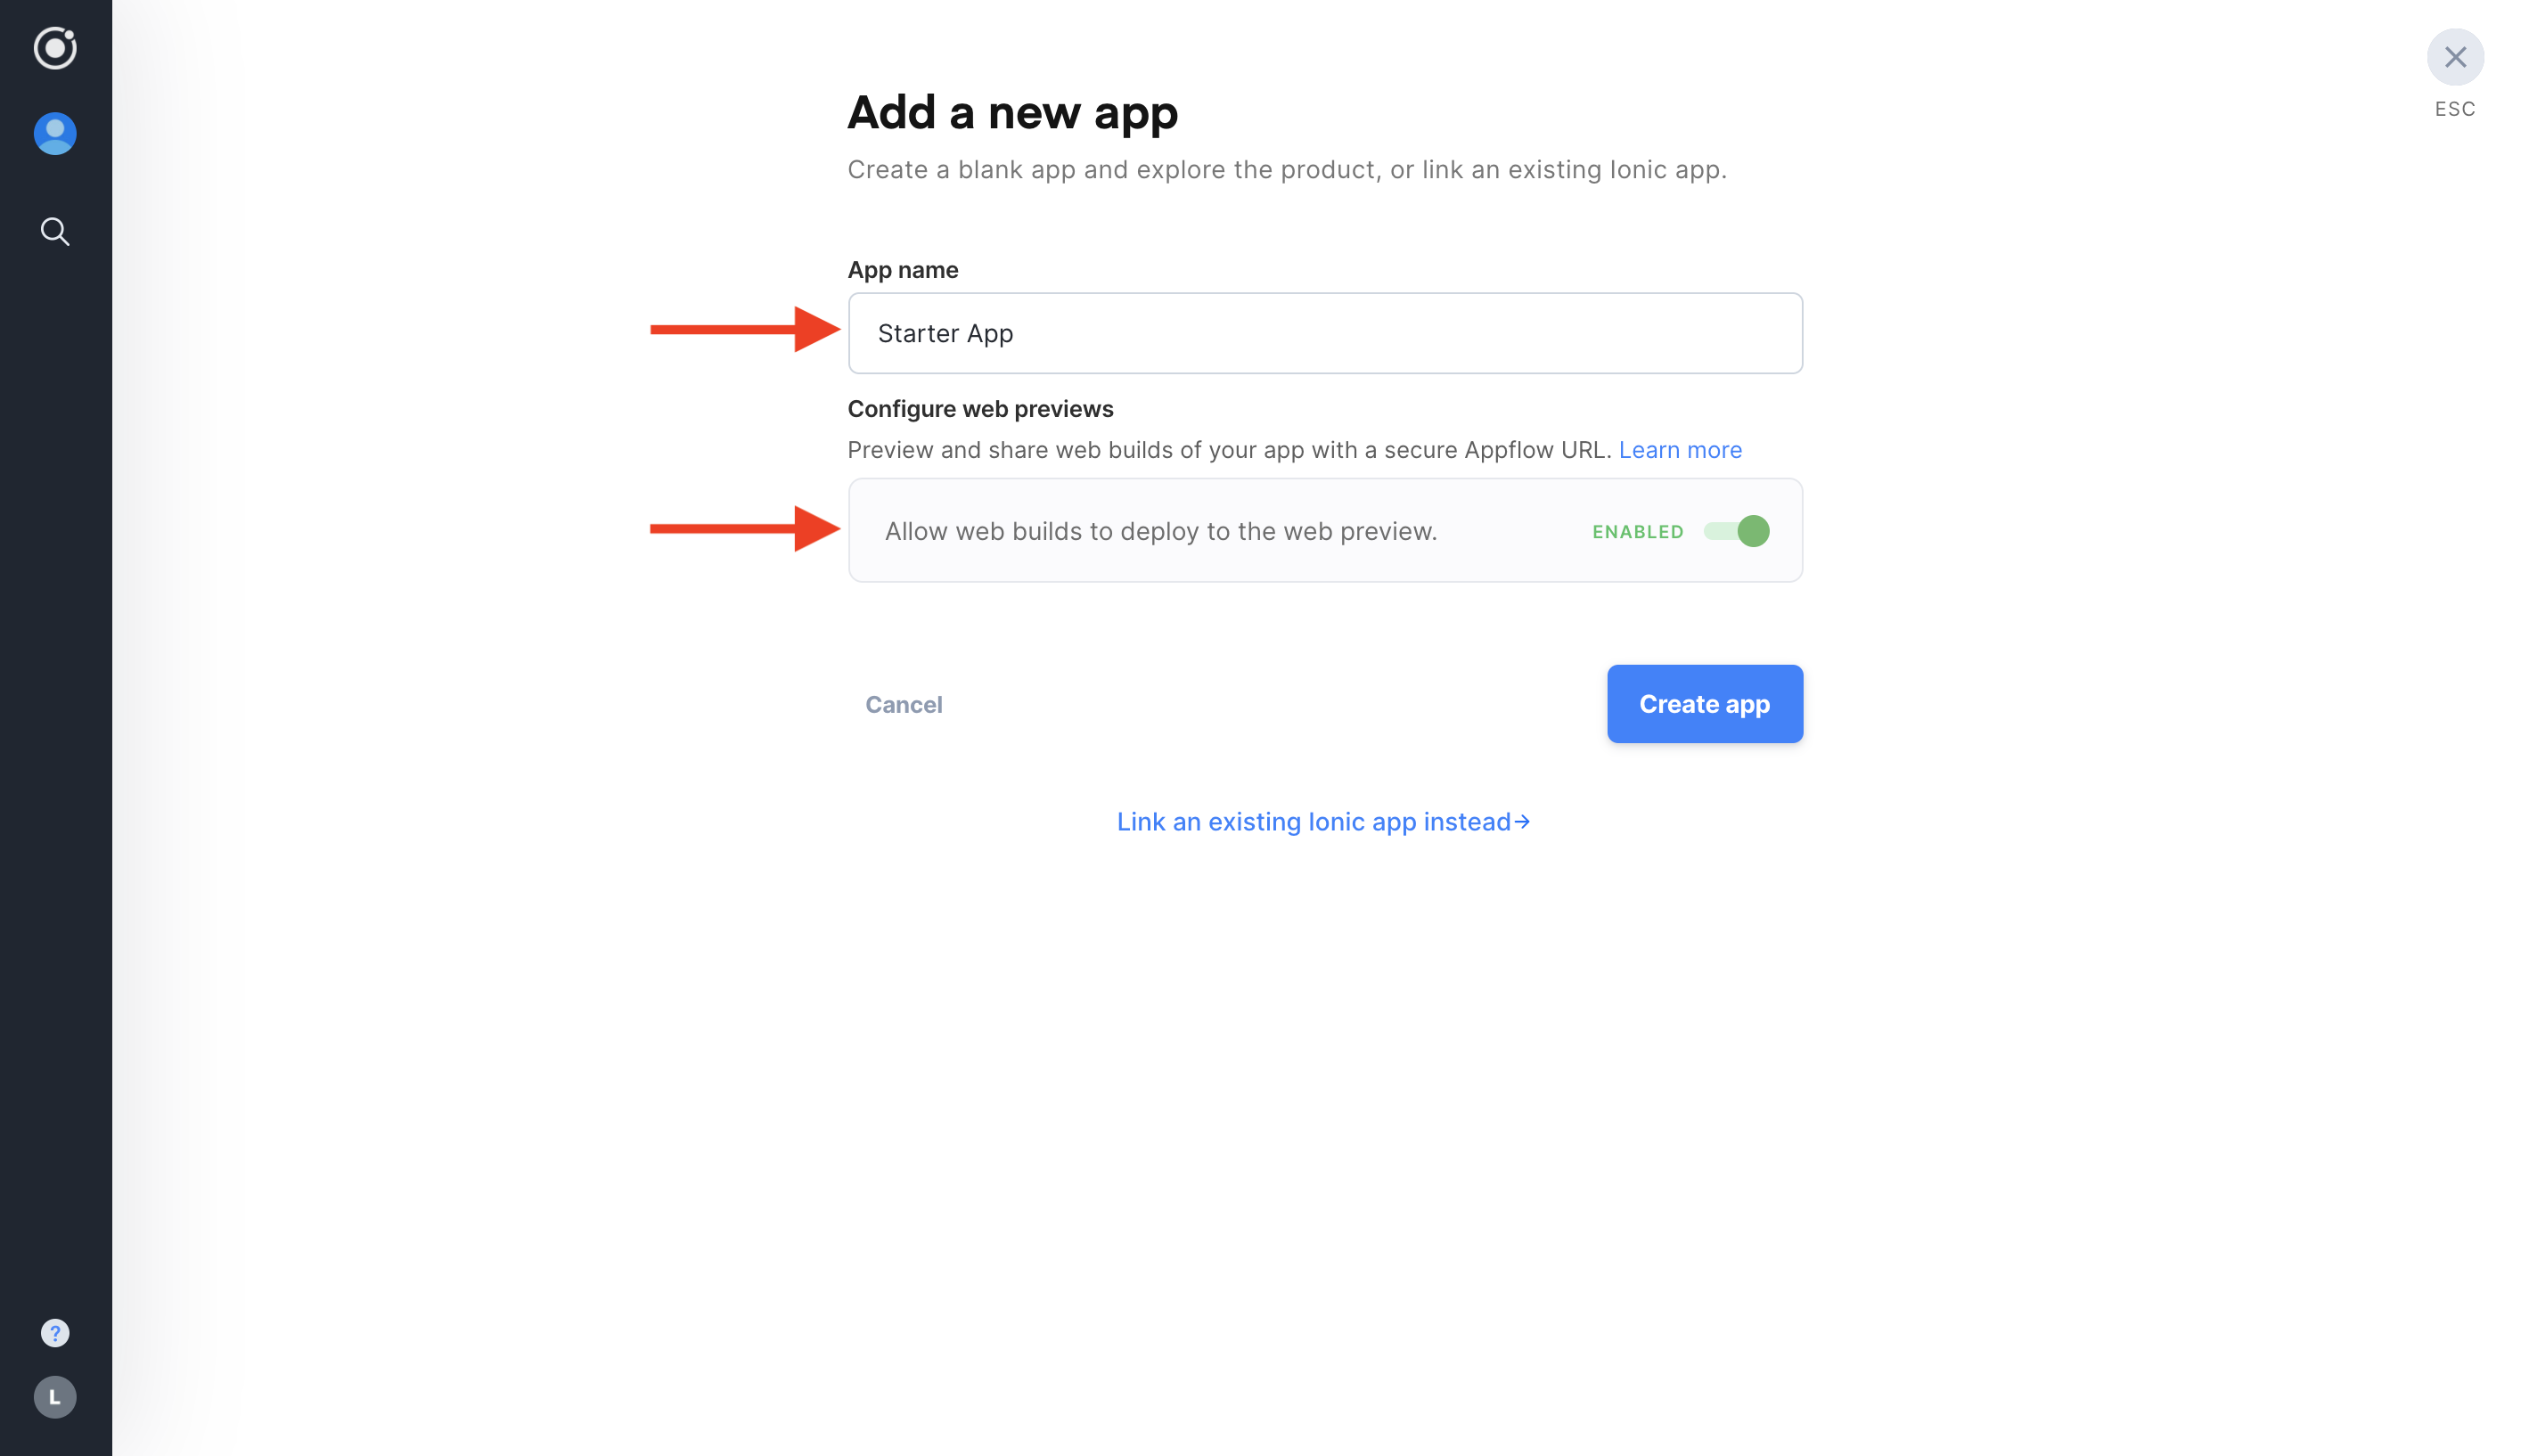 ESC
Add a new app
Create a blank app and explore the product, or link an existing Ionic app.
App name
Starter App
Configure web previews
Preview and share web builds of your app with a secure Appflow URL. Learn more
Allow web builds to deploy to the web preview. ENABLED
Cancel
Create app
Link an existing Ionic app instead→
?
L